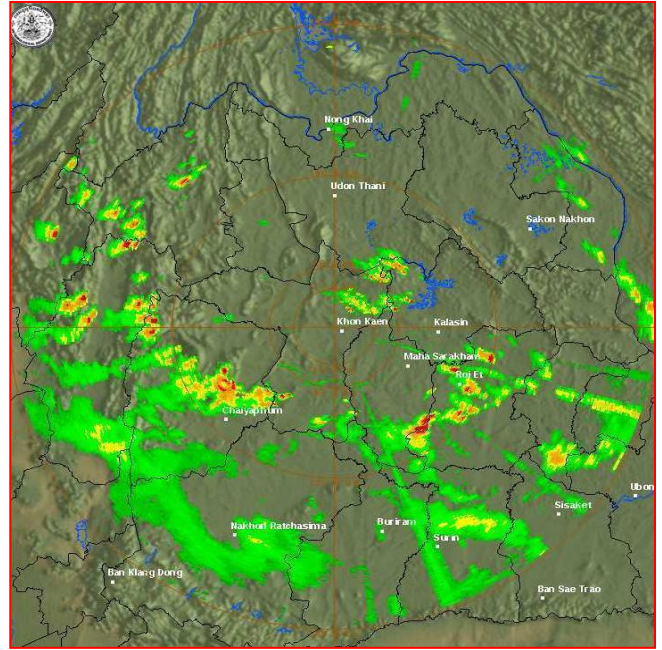 Nong Khai
Udon Thani
Sakon Nakhon
Khon Kaen
Kalasin
Maha Sarakham
Roi Et
Chaiyaphum
Ubon
Sisaket
Nakhon Ratchasima
Buriram
Surin
Ban Klang Dong
Ban Sae Trao